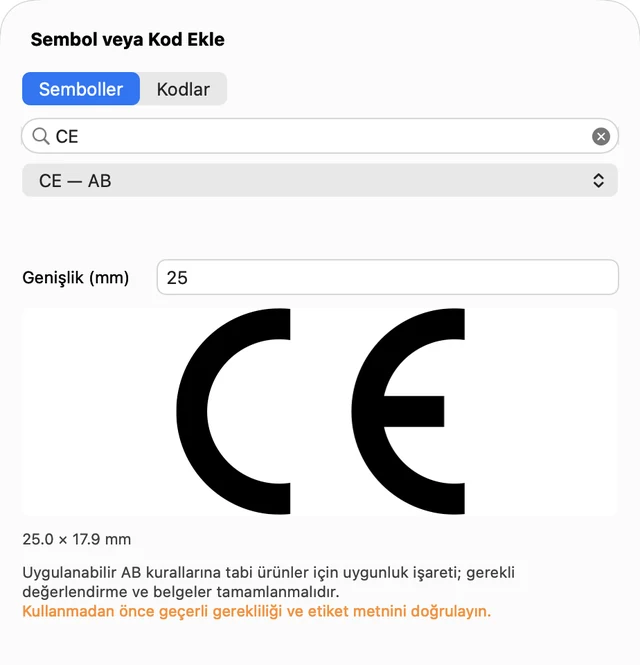 Sembol veya Kod Ekle
Semboller
Kodlar
CE
CE — AB
Genişlik (mm)
25
CE
25.0 × 17.9 mm
Uygulanabilir AB kurallarına tabi ürünler için uygunluk işareti; gerekli
değerlendirme ve belgeler tamamlanmalıdır.
Kullanmadan önce geçerli gerekliliği ve etiket metnini doğrulayın.